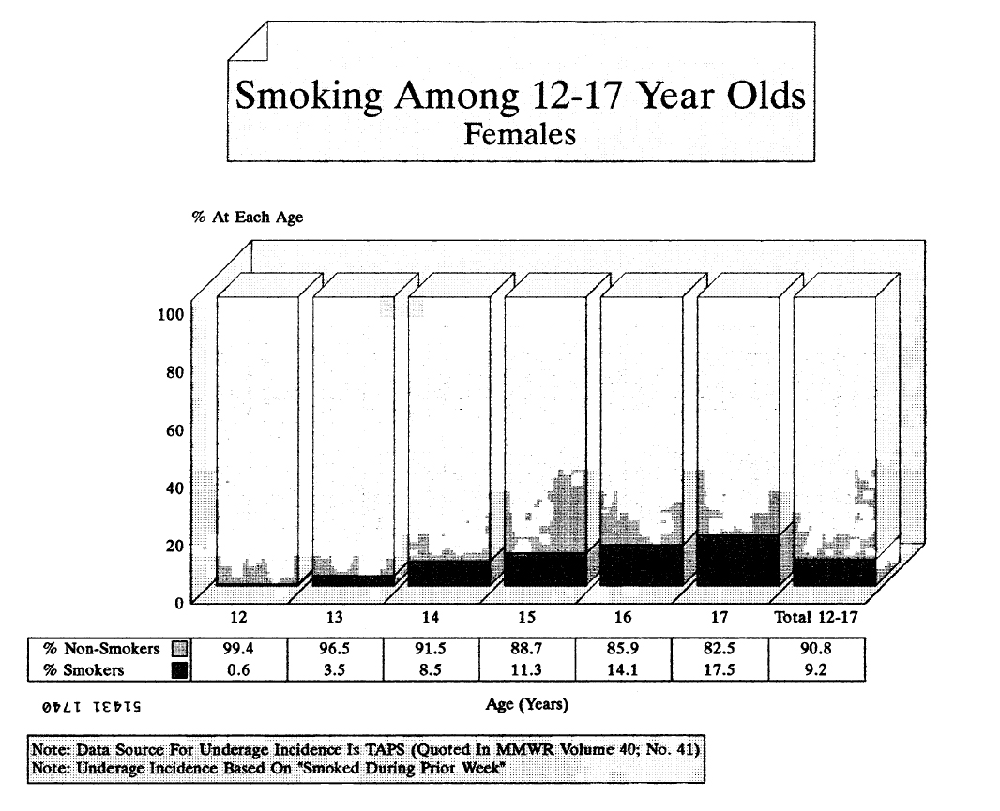 Smoking Among 12-17 Year Olds
Females
% At Each Age
100
80
60
40
20
0
12 13 14 15 16 17 Total 12-17
% Non-Smokers 99.4 96.5 91.5 88.7 85.9 82.5 90.8
% Smokers 0.6 3.5 8.5 11.3 14.1 17.5 9.2
51431 1740
Age (Years)
Note: Data Source For Underage Incidence Is TAPS (Quoted In MMWR Volume 40; No. 41)
Note: Underage Incidence Based On "Smoked During Prior Week"